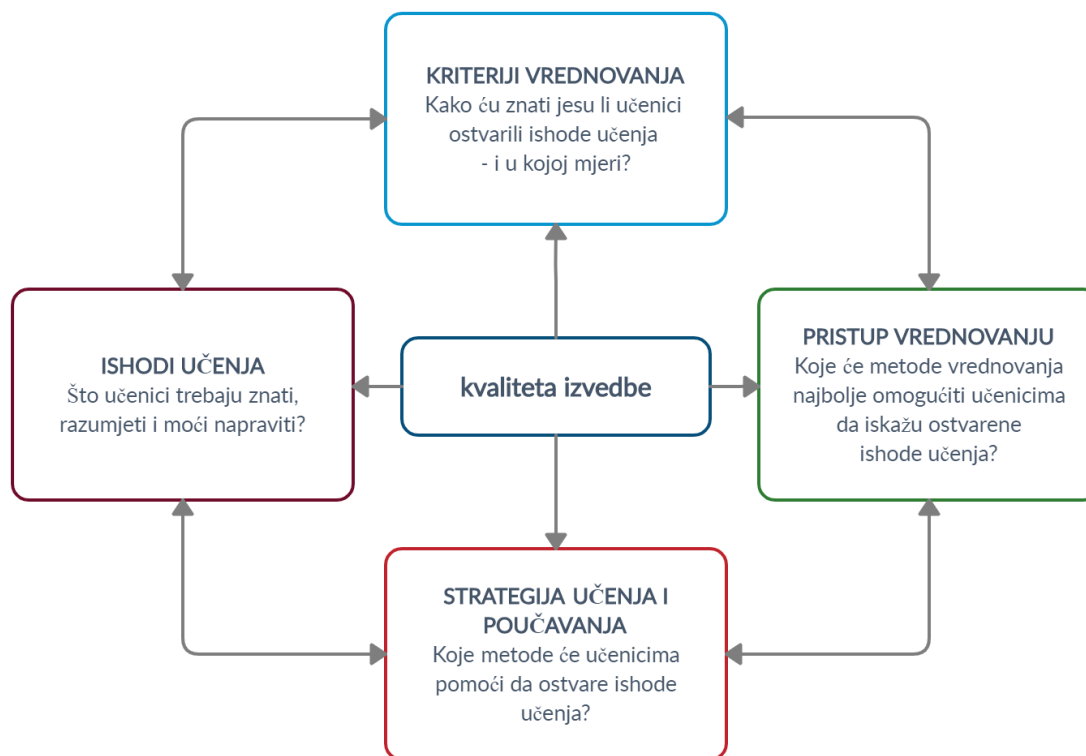 KRITERIJI VREDNOVANJA
Kako ću znati jesu li učenici
ostvarili ishode učenja
- i u kojoj mjeri?
ISHODI UČENJA
Što učenici trebaju znati,
razumjeti i moći napraviti?
kvaliteta izvedbe
PRISTUP VREDNOVANJU
Koje će metode vrednovanja
najbolje omogućiti učenicima
da iskažu ostvarene
ishode učenja?
STRATEGIJA UČENJA I
POUČAVANJA
Koje metode će učenicima
pomoći da ostvare ishode
učenja?